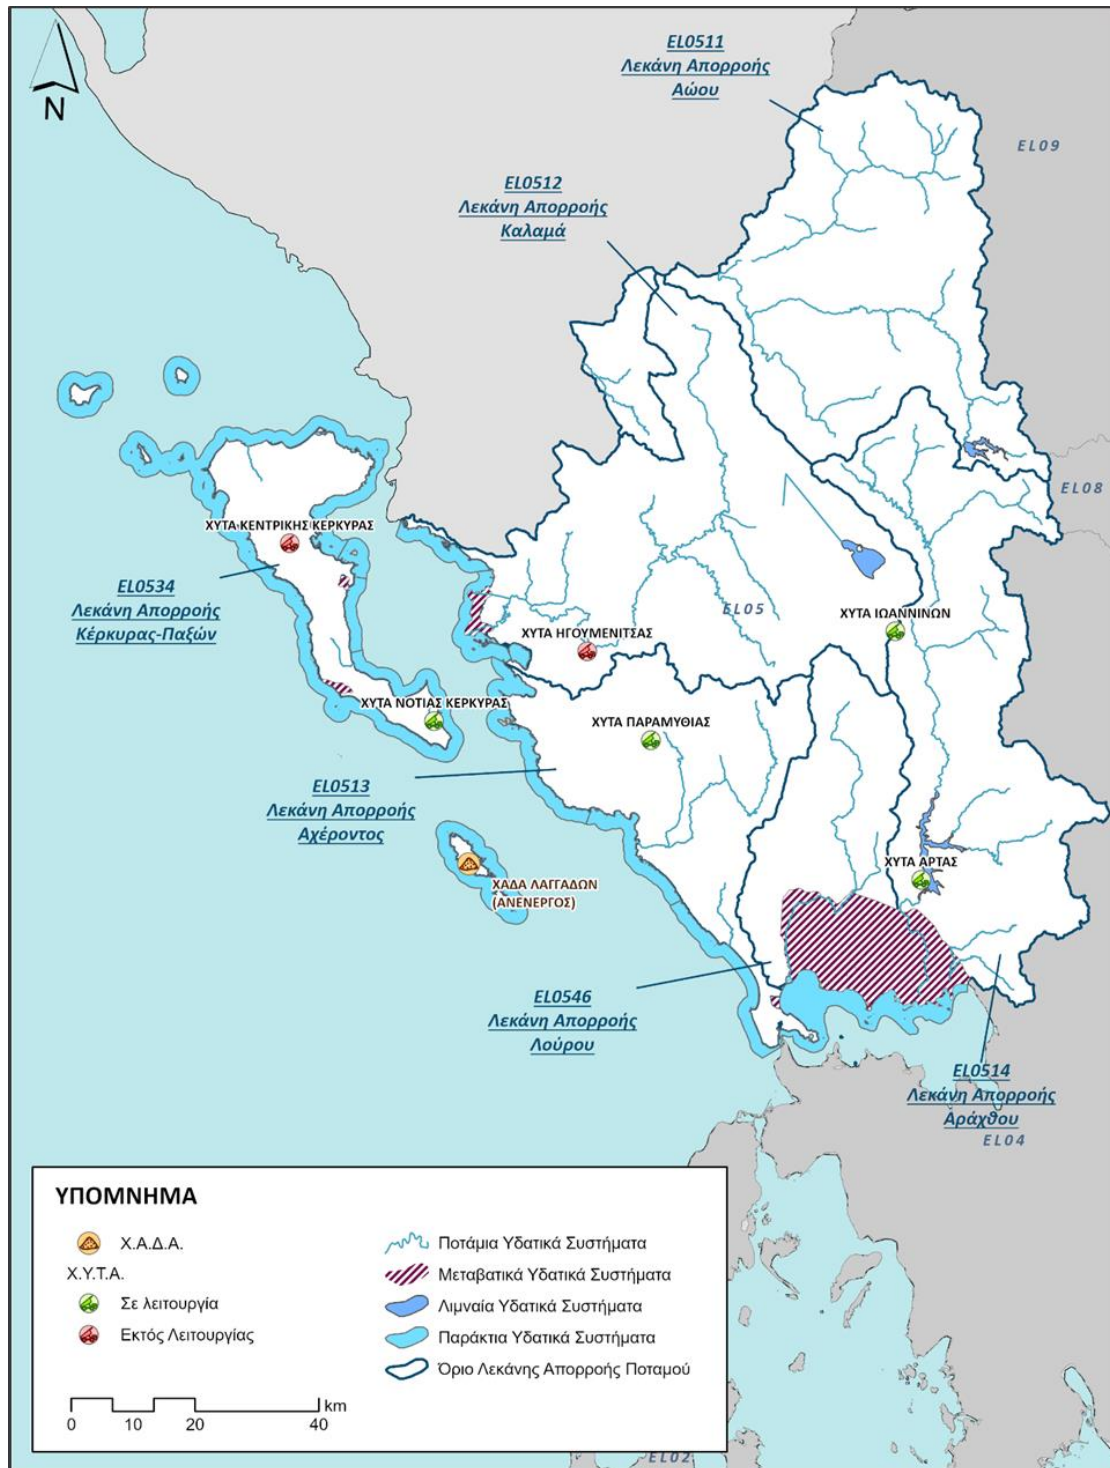 N
EL0511
Λεκάνη Απορροής
Αώου
EL09
EL0512
Λεκάνη Απορροής
Καλαμά
EL08
ΧΥΤΑ ΚΕΝΤΡΙΚΗΣ ΚΕΡΚΥΡΑΣ
EL0534
Λεκάνη Απορροής
Κέρκυρας-Παξών
EL05
ΧΥΤΑ ΙΩΑΝΝΙΝΩΝ
ΧΥΤΑ ΗΓΟΥΜΕΝΙΤΣΑΣ
ΧΥΤΑ ΝΟΤΙΑΣ ΚΕΡΚΥΡΑΣ
ΧΥΤΑ ΠΑΡΑΜΥΘΙΑΣ
EL0513
Λεκάνη Απορροής
Αχέροντος
ΧΥΤΑ ΑΡΤΑΣ
ΧΑΔΑ ΛΑΓΓΑΔΩΝ
(ΑΝΕΝΕΡΓΟΣ)
EL0546
Λεκάνη Απορροής
Λούρου
EL0514
Λεκάνη Απορροής
Αράχθου
EL04
ΥΠΟΜΝΗΜΑ
Χ.Α.Δ.Α.
Χ.Υ.Τ.Α.
Σε λειτουργία
Εκτός Λειτουργίας
Ποτάμια Υδατικά Συστήματα
Μεταβατικά Υδατικά Συστήματα
Λιμναία Υδατικά Συστήματα
Παράκτια Υδατικά Συστήματα
Όριο Λεκάνης Απορροής Ποταμού
km
0 10 20 40
EL02